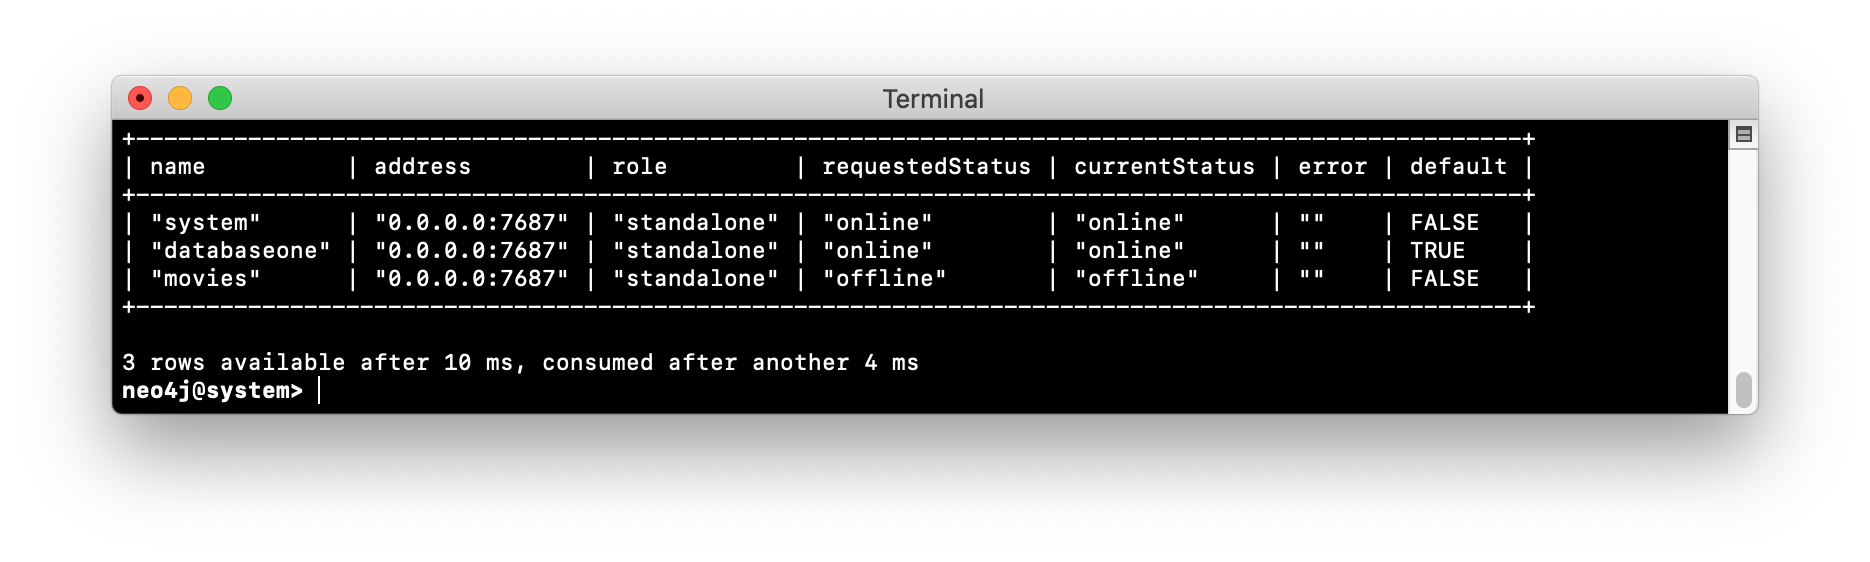 Terminal
+---------------------------------------------------------------------------------------------------+
| name         | address        | role         | requestedStatus | currentStatus | error | default |
+---------------------------------------------------------------------------------------------------+
| "system"      | "0.0.0.0:7687" | "standalone" | "online"        | "online"      | ""    | FALSE   |
| "databaseone" | "0.0.0.0:7687" | "standalone" | "online"        | "online"      | ""    | TRUE    |
| "movies"      | "0.0.0.0:7687" | "standalone" | "offline"       | "offline"     | ""    | FALSE   |
+---------------------------------------------------------------------------------------------------+
3 rows available after 10 ms, consumed after another 4 ms
neo4j@system>